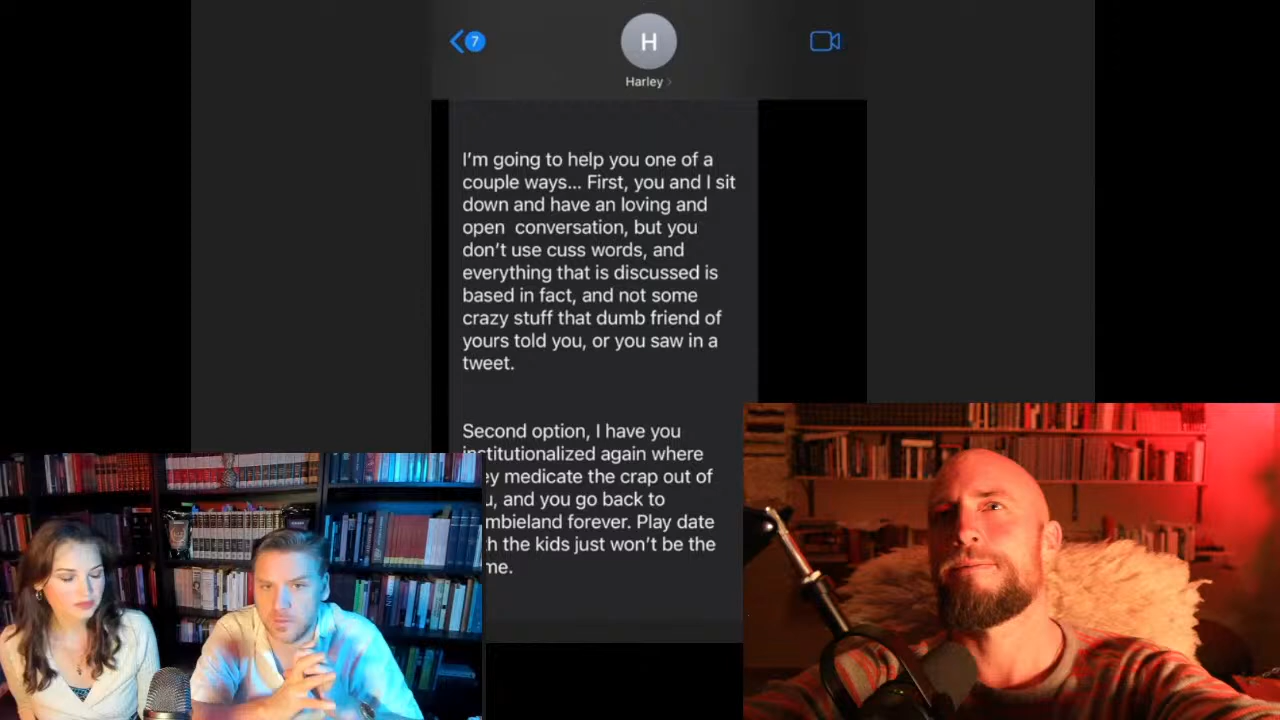 7
H
Harley
I'm going to help you one of a
couple ways... First, you and I sit
down and have an loving and
open conversation, but you
don't use cuss words, and
everything that is discussed is
based in fact, and not some
crazy stuff that dumb friend of
yours told you, or you saw in a
tweet.
Second option, I have you
institutionalized again where
ey medicate the crap out of
u, and you go back to
mbieland forever. Play date
h the kids just won't be the
me.